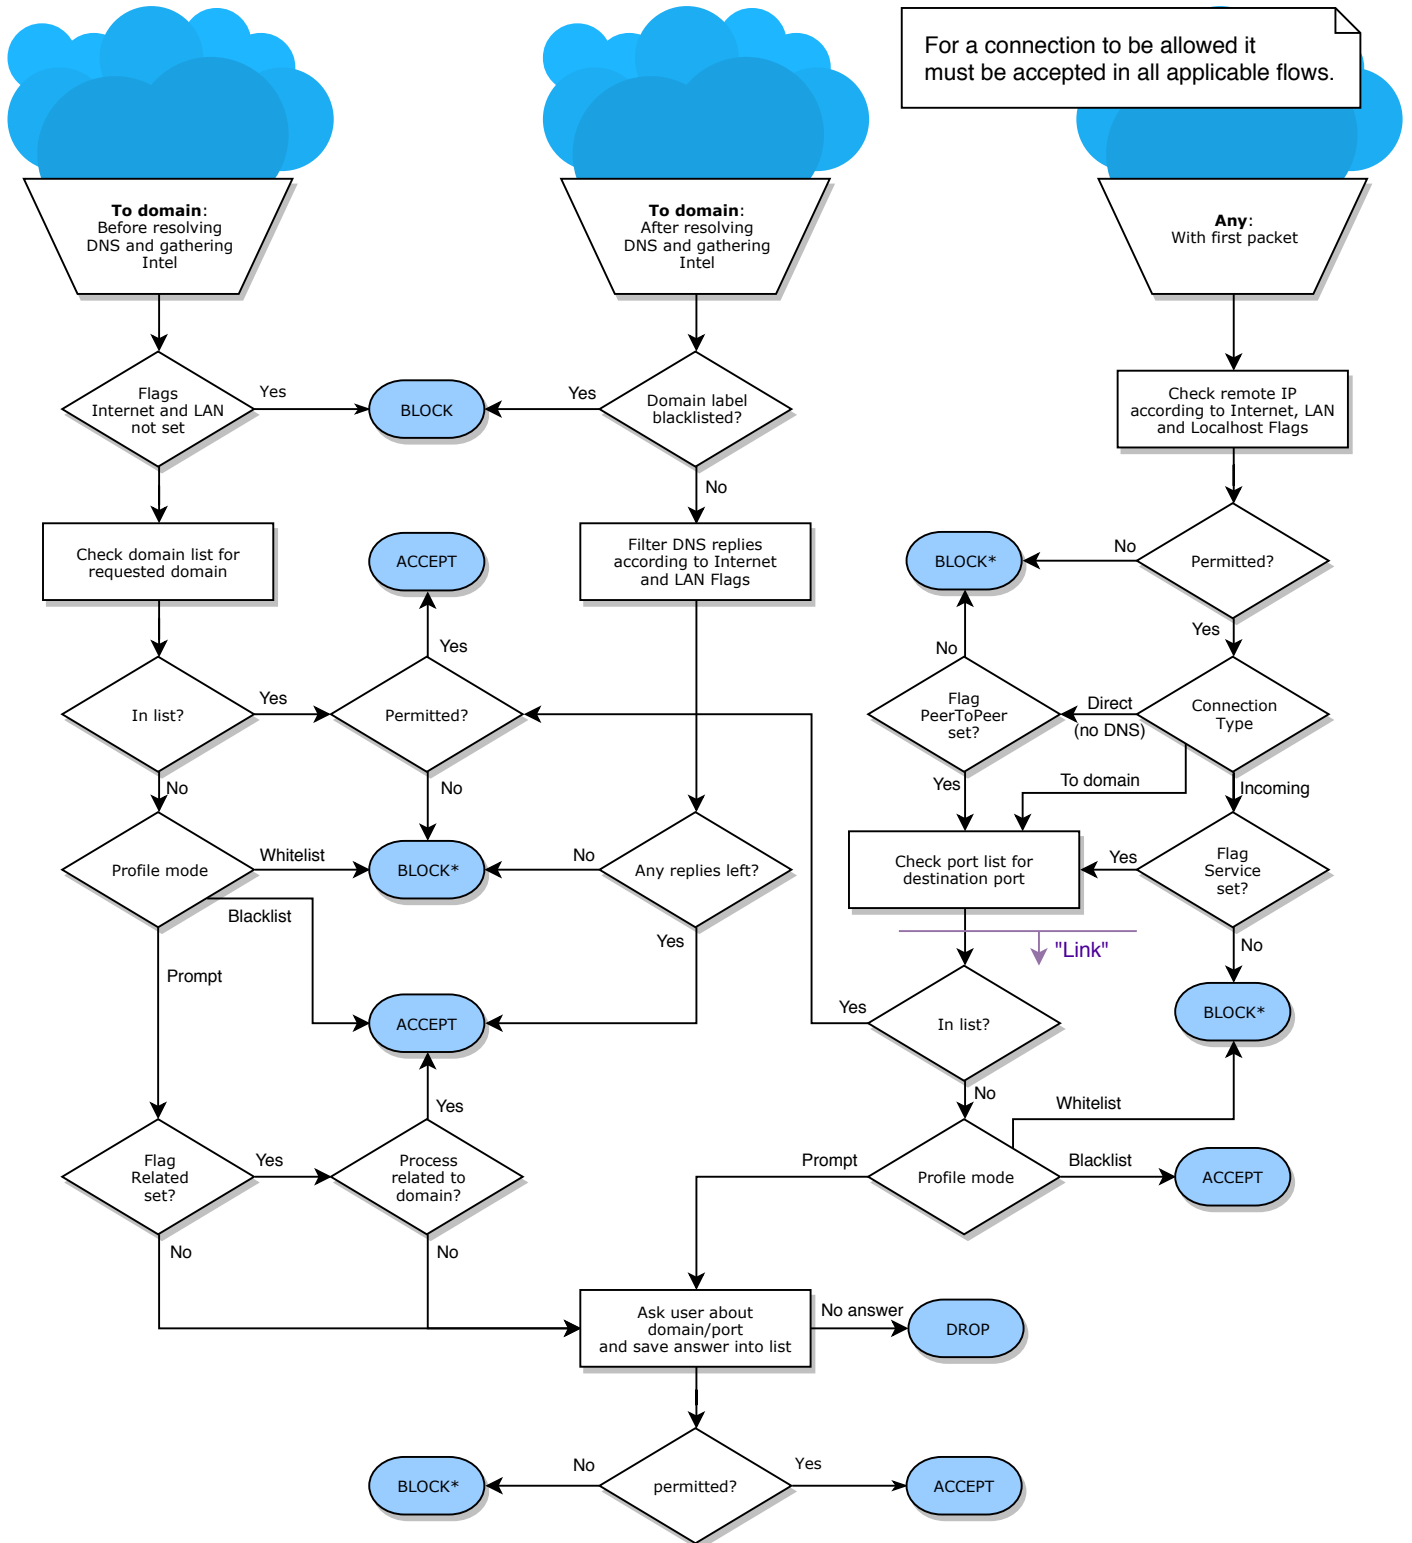 For a connection to be allowed it
must be accepted in all applicable flows.
To domain:
Before resolving
DNS and gathering
Intel
To domain:
After resolving
DNS and gathering
Intel
Any:
With first packet
Flags
Internet and LAN
not set
Yes
BLOCK
Yes
Domain label
blacklisted?
Check remote IP
according to Internet, LAN
and Localhost Flags
No
Check domain list for
requested domain
ACCEPT
Filter DNS replies
according to Internet
and LAN Flags
BLOCK*
No
Permitted?
Yes
Yes
No
In list?
Yes
Permitted?
Flag
PeerToPeer
set?
Direct
(no DNS)
Connection
Type
No
No
Yes
To domain
Incoming
Profile mode
Whitelist
BLOCK*
No
Any replies left?
Check port list for
destination port
Yes
Flag
Service
set?
Blacklist
Yes
"Link"
No
Prompt
ACCEPT
Yes
In list?
BLOCK*
Yes
No
Whitelist
Flag
Related
set?
Yes
Process
related to
domain?
Prompt
Profile mode
Blacklist
ACCEPT
No
No
Ask user about
domain/port
and save answer into list
No answer
DROP
BLOCK*
No
permitted?
Yes
ACCEPT